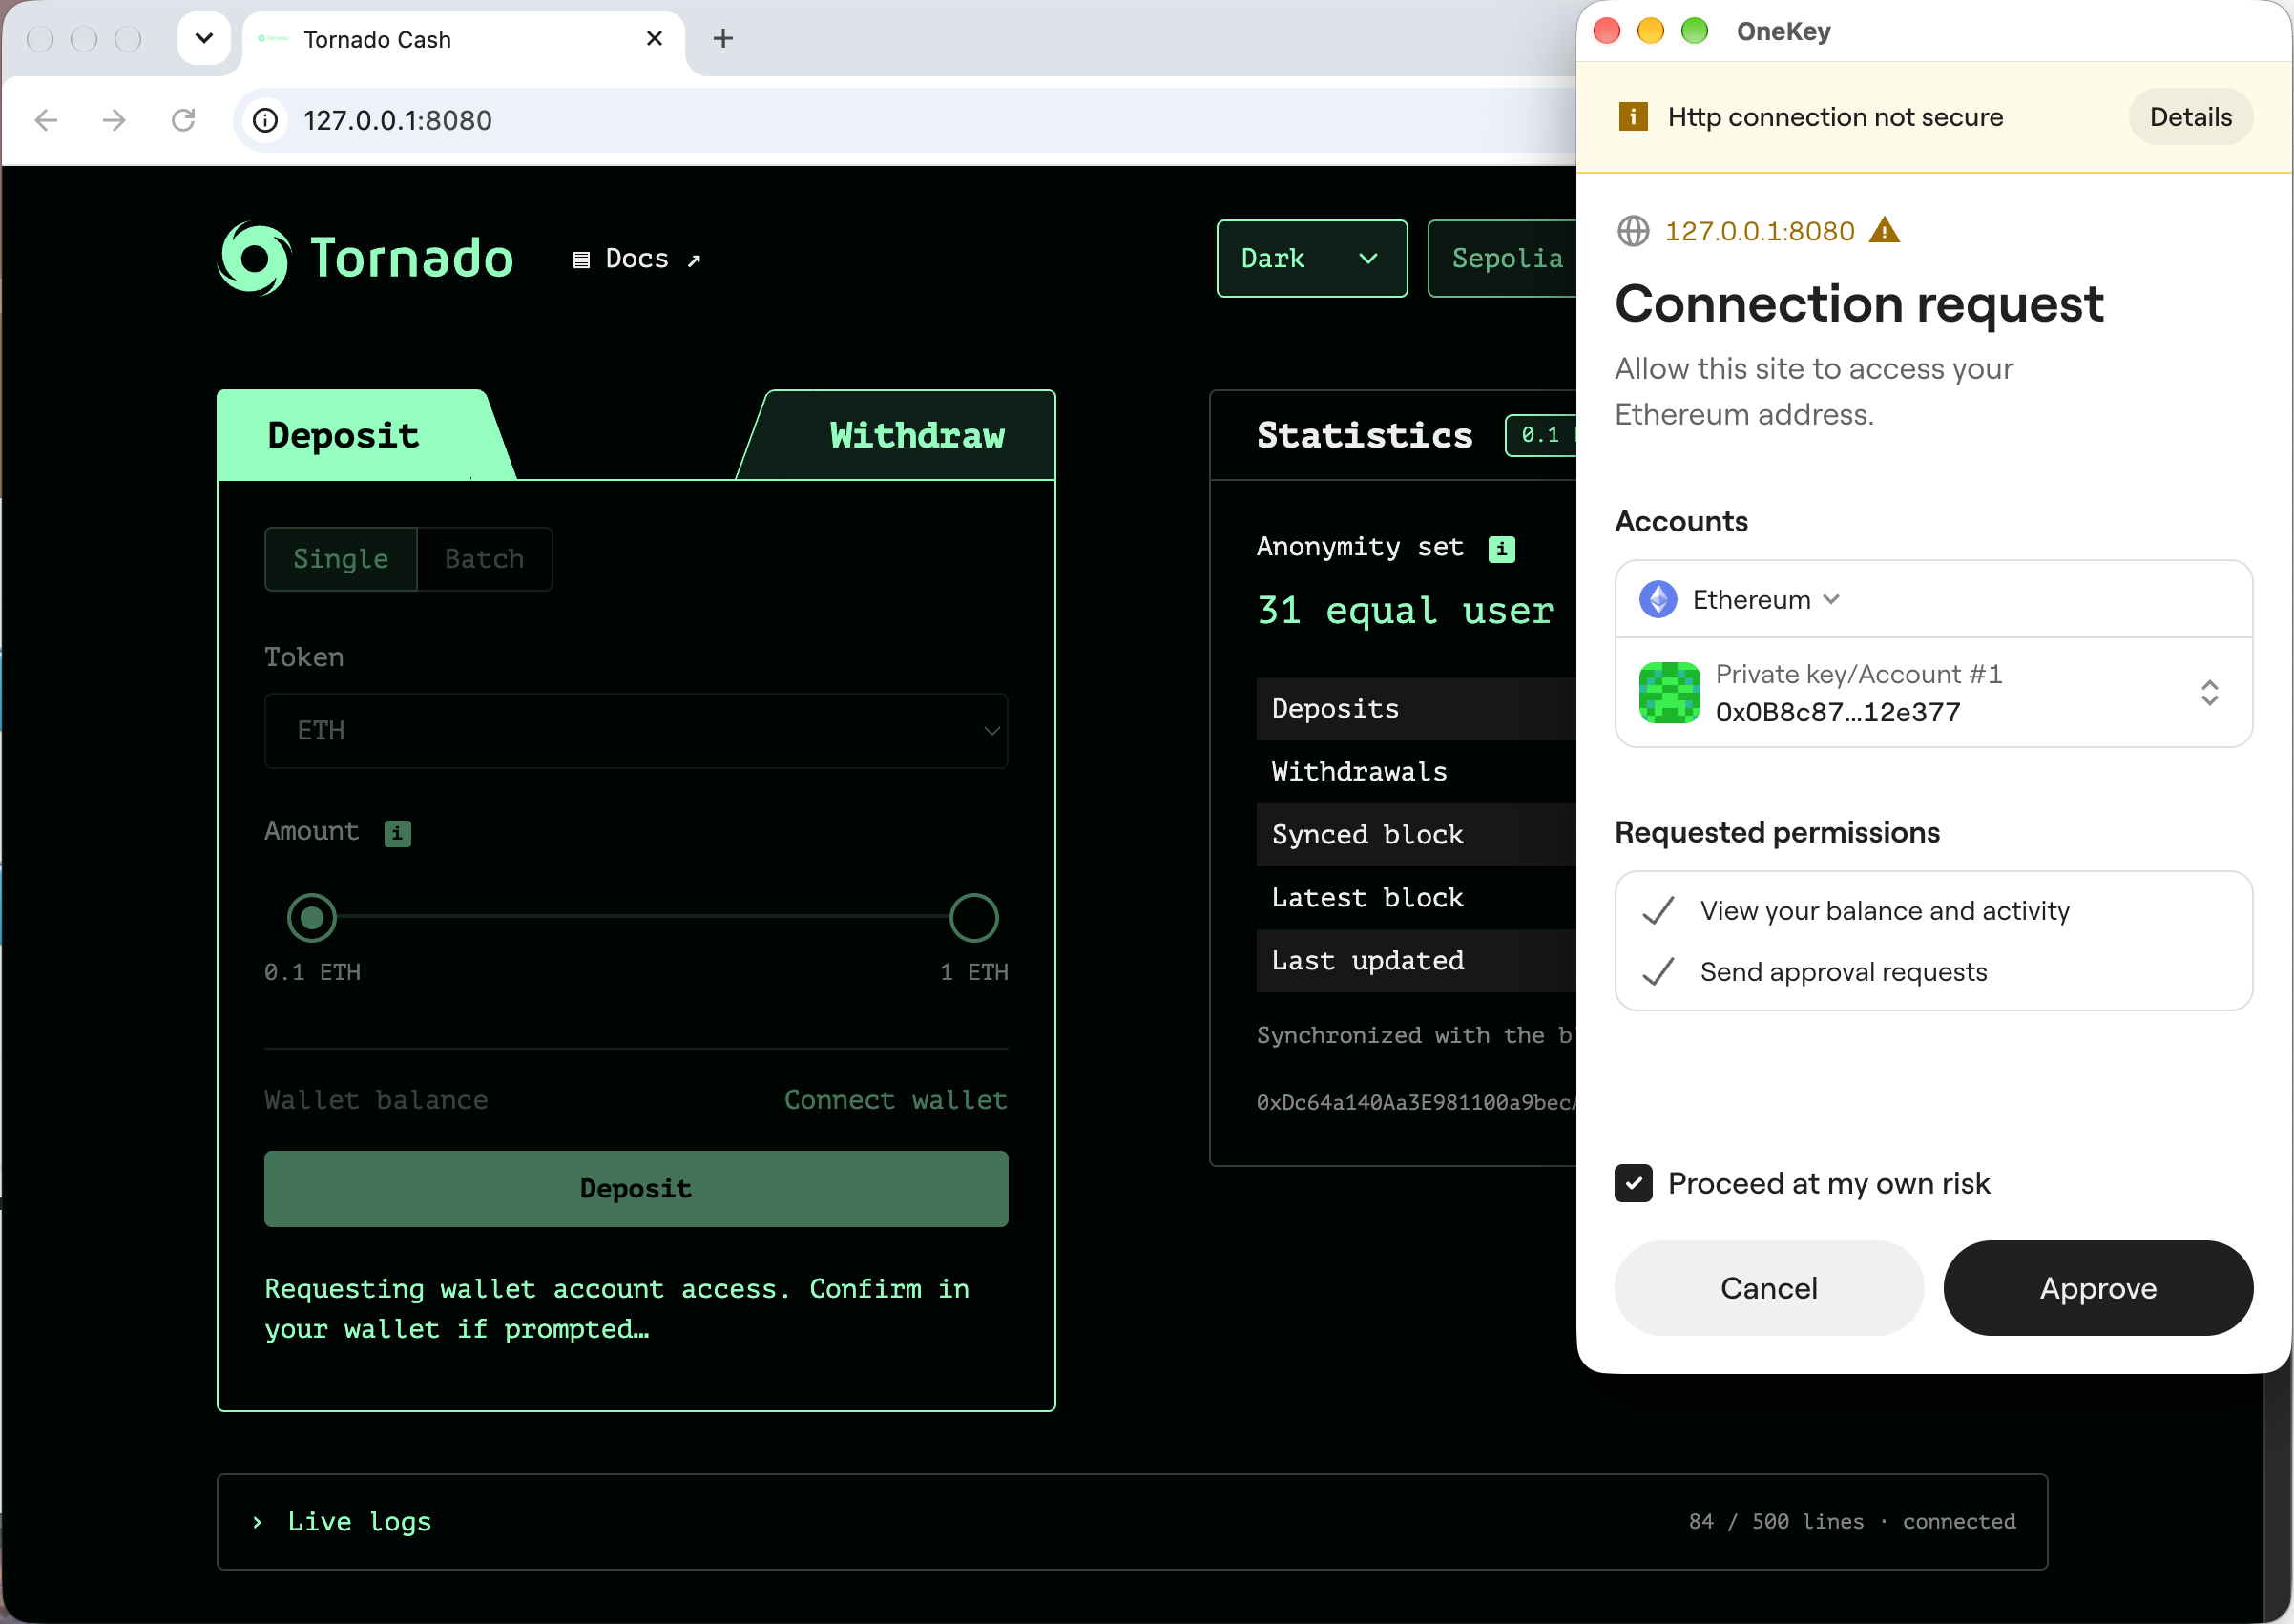 Tornado Cash
127.0.0.1:8080
Tornado
Docs ↗
Dark
Sepolia
Deposit
Withdraw
Single
Batch
Token
ETH
Amount
0.1 ETH
1 ETH
Wallet balance
Connect wallet
Deposit
Requesting wallet account access. Confirm in
your wallet if prompted…
Statistics
0.1
Anonymity set
31 equal user
Deposits
Withdrawals
Synced block
Latest block
Last updated
Synchronized with the
› Live logs
84 / 500 lines · connected
OneKey
Http connection not secure
Details
127.0.0.1:8080
Connection request
Allow this site to access your
Ethereum address.
Accounts
Ethereum
Private key/Account #1
0x0B8c87...12e377
Requested permissions
View your balance and activity
Send approval requests
Proceed at my own risk
Cancel
Approve